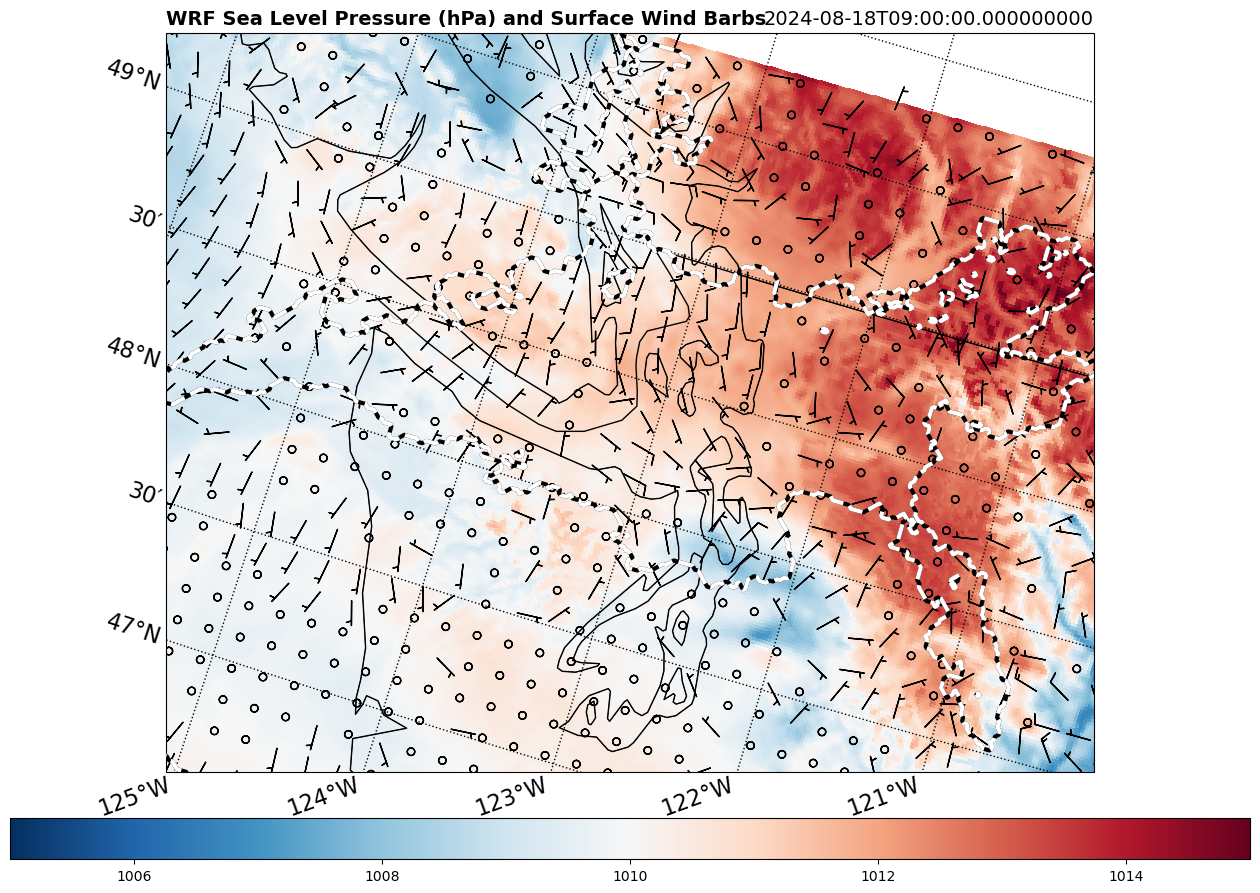 WRF Sea Level Pressure (hPa) and Surface Wind Barbs 2024-08-18T09:00:00.000000000
49°N
30′
48°N
30′
47°N
125°W 124°W 123°W 122°W 121°W
1006 1008 1010 1012 1014